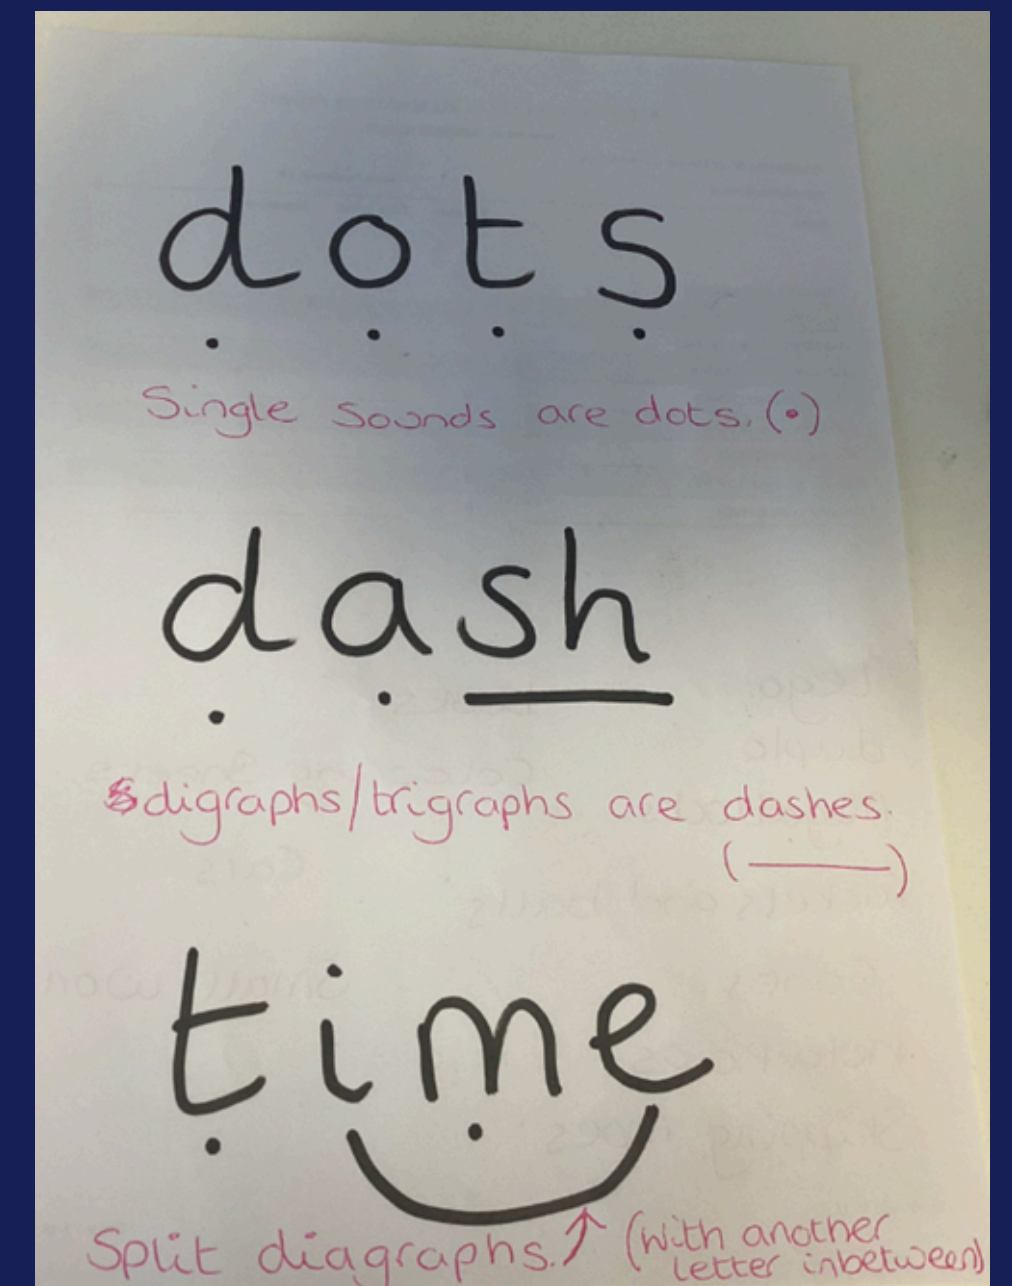 dots
Single sounds are dots. (•)
dash
digraphs/trigraphs are dashes.
(——)
time
Split diagraphs. ↑ (with another
letter inbetween)